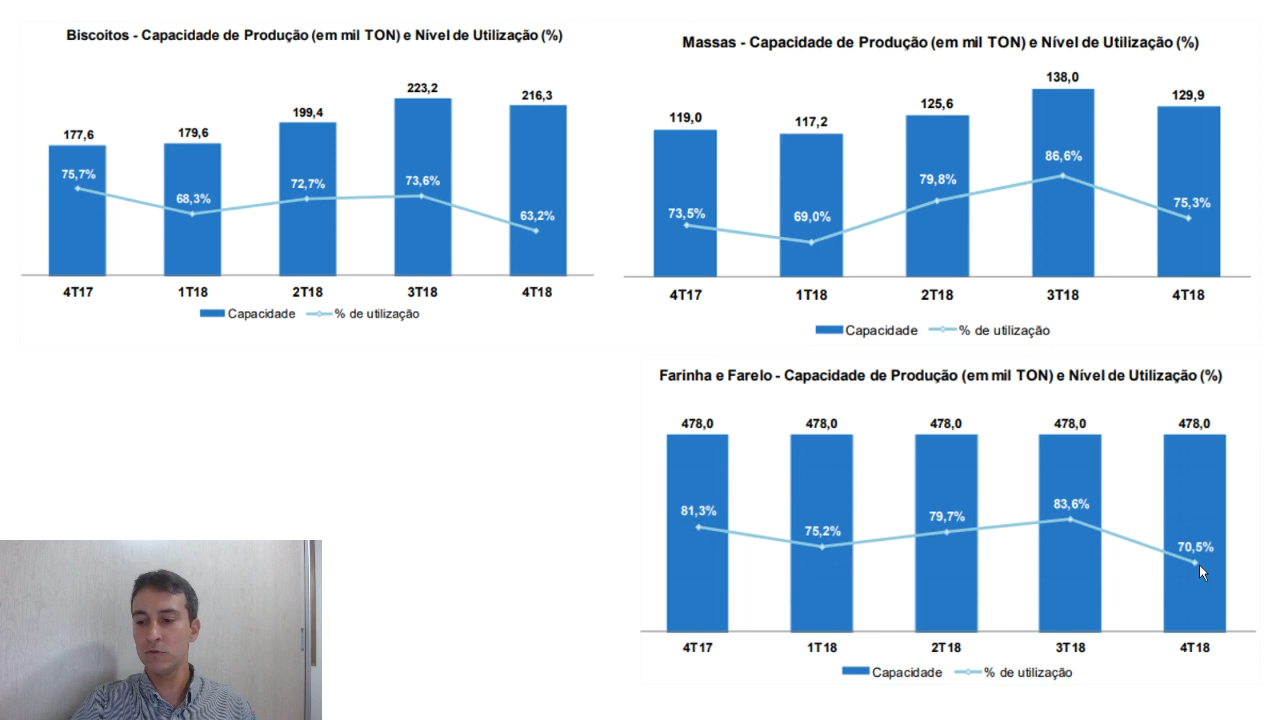 Biscoitos - Capacidade de Produção (em mil TON) e Nível de Utilização (%)
177,6
179,6
199,4
223,2
216,3
75,7%
68,3%
72,7%
73,6%
63,2%
4T17
1T18
2T18
3T18
4T18
Capacidade
% de utilização
Massas - Capacidade de Produção (em mil TON) e Nível de Utilização (%)
119,0
117,2
125,6
138,0
129,9
73,5%
69,0%
79,8%
86,6%
75,3%
4T17
1T18
2T18
3T18
4T18
Capacidade
% de utilização
Farinha e Farelo - Capacidade de Produção (em mil TON) e Nível de Utilização (%)
478,0
478,0
478,0
478,0
478,0
81,3%
75,2%
79,7%
83,6%
70,5%
4T17
1T18
2T18
3T18
4T18
Capacidade
% de utilização